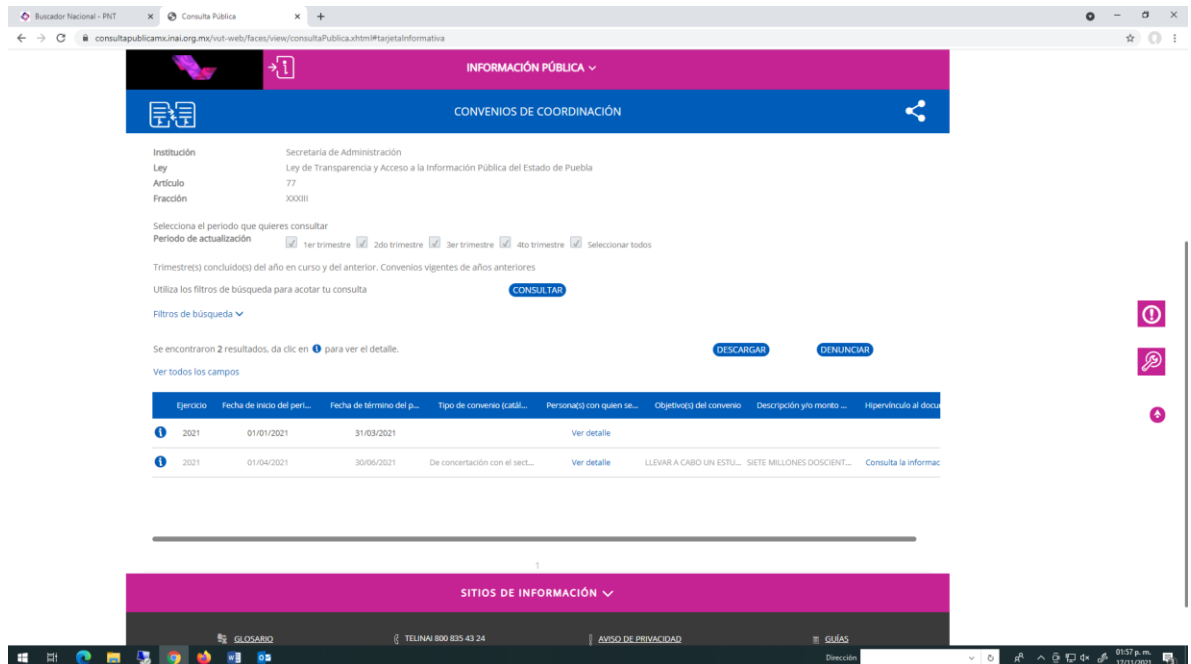 Buscador Nacional - PNT
Consulta Pública
consultapublicamx.inai.org.mx/vut-web/faces/view/consultaPublica.xhtml#tarjetaInformativa
INFORMACIÓN PÚBLICA
CONVENIOS DE COORDINACIÓN
Institución Secretaría de Administración
Ley Ley de Transparencia y Acceso a la Información Pública del Estado de Puebla
Artículo 77
Fracción XXXIII
Selecciona el periodo que quieres consultar
Periodo de actualización 1er trimestre 2do trimestre 3er trimestre 4to trimestre Seleccionar todos
Trimestre(s) concluido(s) del año en curso y del anterior. Convenios vigentes de años anteriores
Utiliza los filtros de búsqueda para acotar tu consulta CONSULTAR
Filtros de búsqueda
Se encontraron 2 resultados, da clic en i para ver el detalle. DESCARGAR DENUNCIAR
Ver todos los campos
Ejercicio Fecha de inicio del peri... Fecha de término del p... Tipo de convenio (catál... Persona(s) con quien se... Objetivo(s) del convenio Descripción y/o monto ... Hipervínculo al docu
2021 01/01/2021 31/03/2021 Ver detalle
2021 01/04/2021 30/06/2021 De concertación con el sect... Ver detalle LLEVAR A CABO UN ESTU... SIETE MILLONES DOSCIENT... Consulta la informac
1
SITIOS DE INFORMACIÓN
GLOSARIO TELINAI 800 835 43 24 AVISO DE PRIVACIDAD GUÍAS
Dirección 01:57 p. m.
17/11/2021